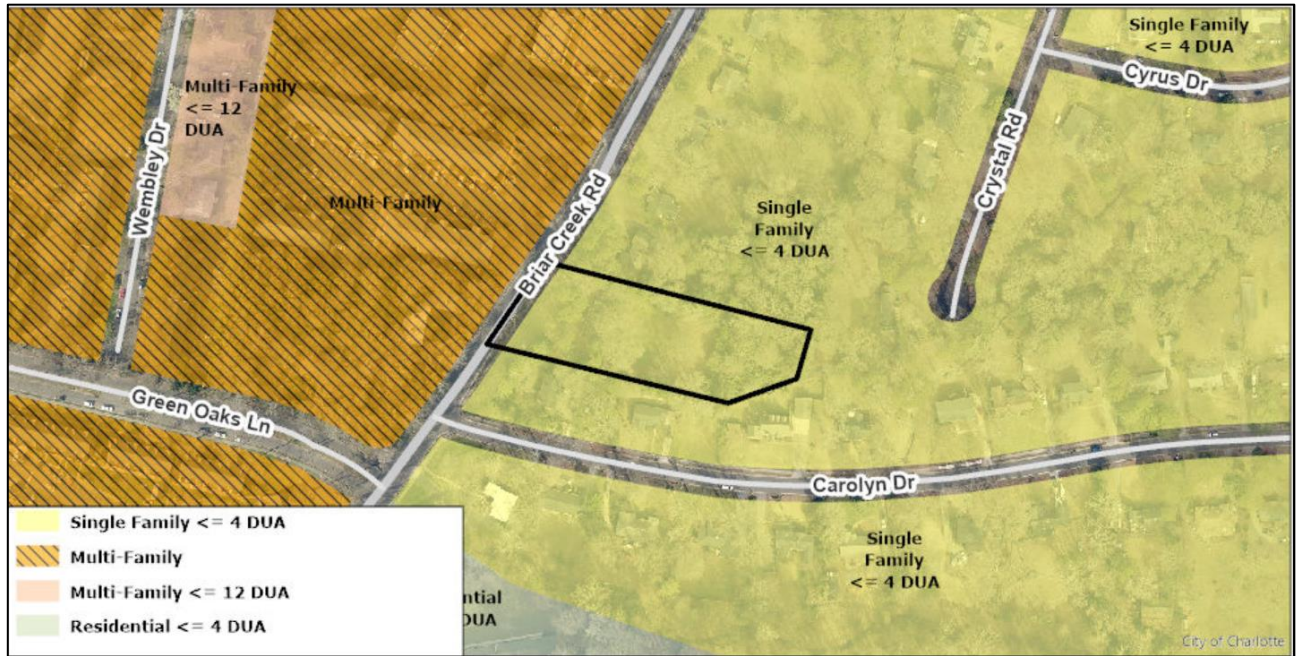 Single Family
<= 4 DUA
Cyrus Dr
Multi-Family
<= 12
DUA
Wembley Dr
Crystal Rd
Multi-Family
Briar Creek Rd
Single
Family
<= 4 DUA
Green Oaks Ln
Carolyn Dr
Single Family <= 4 DUA
Multi-Family
Multi-Family <= 12 DUA
Residential <= 4 DUA
Single
Family
<= 4 DUA
ntial
DUA
City of Charlotte